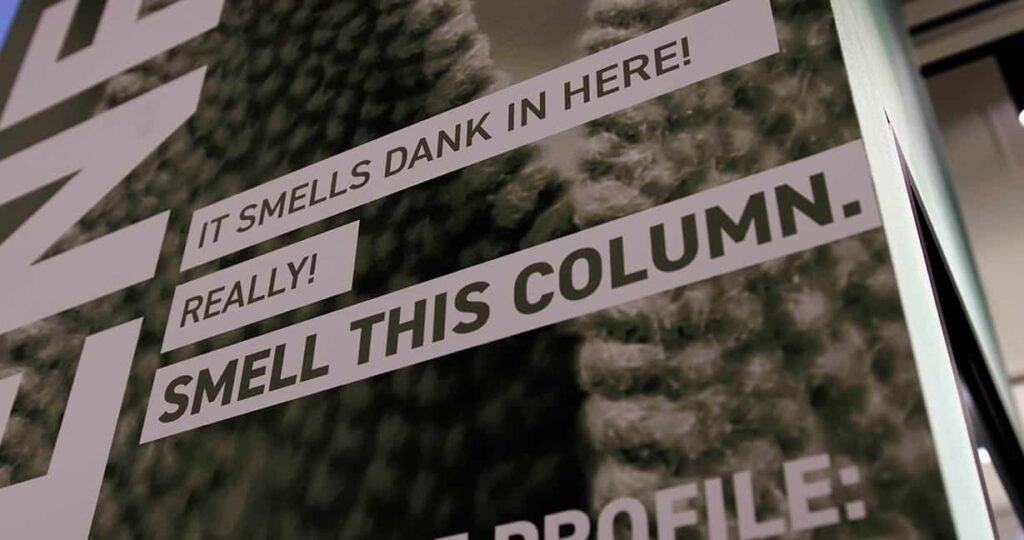 IT SMELLS DANK IN HERE!
REALLY!
SMELL THIS COLUMN.
PROFILE: